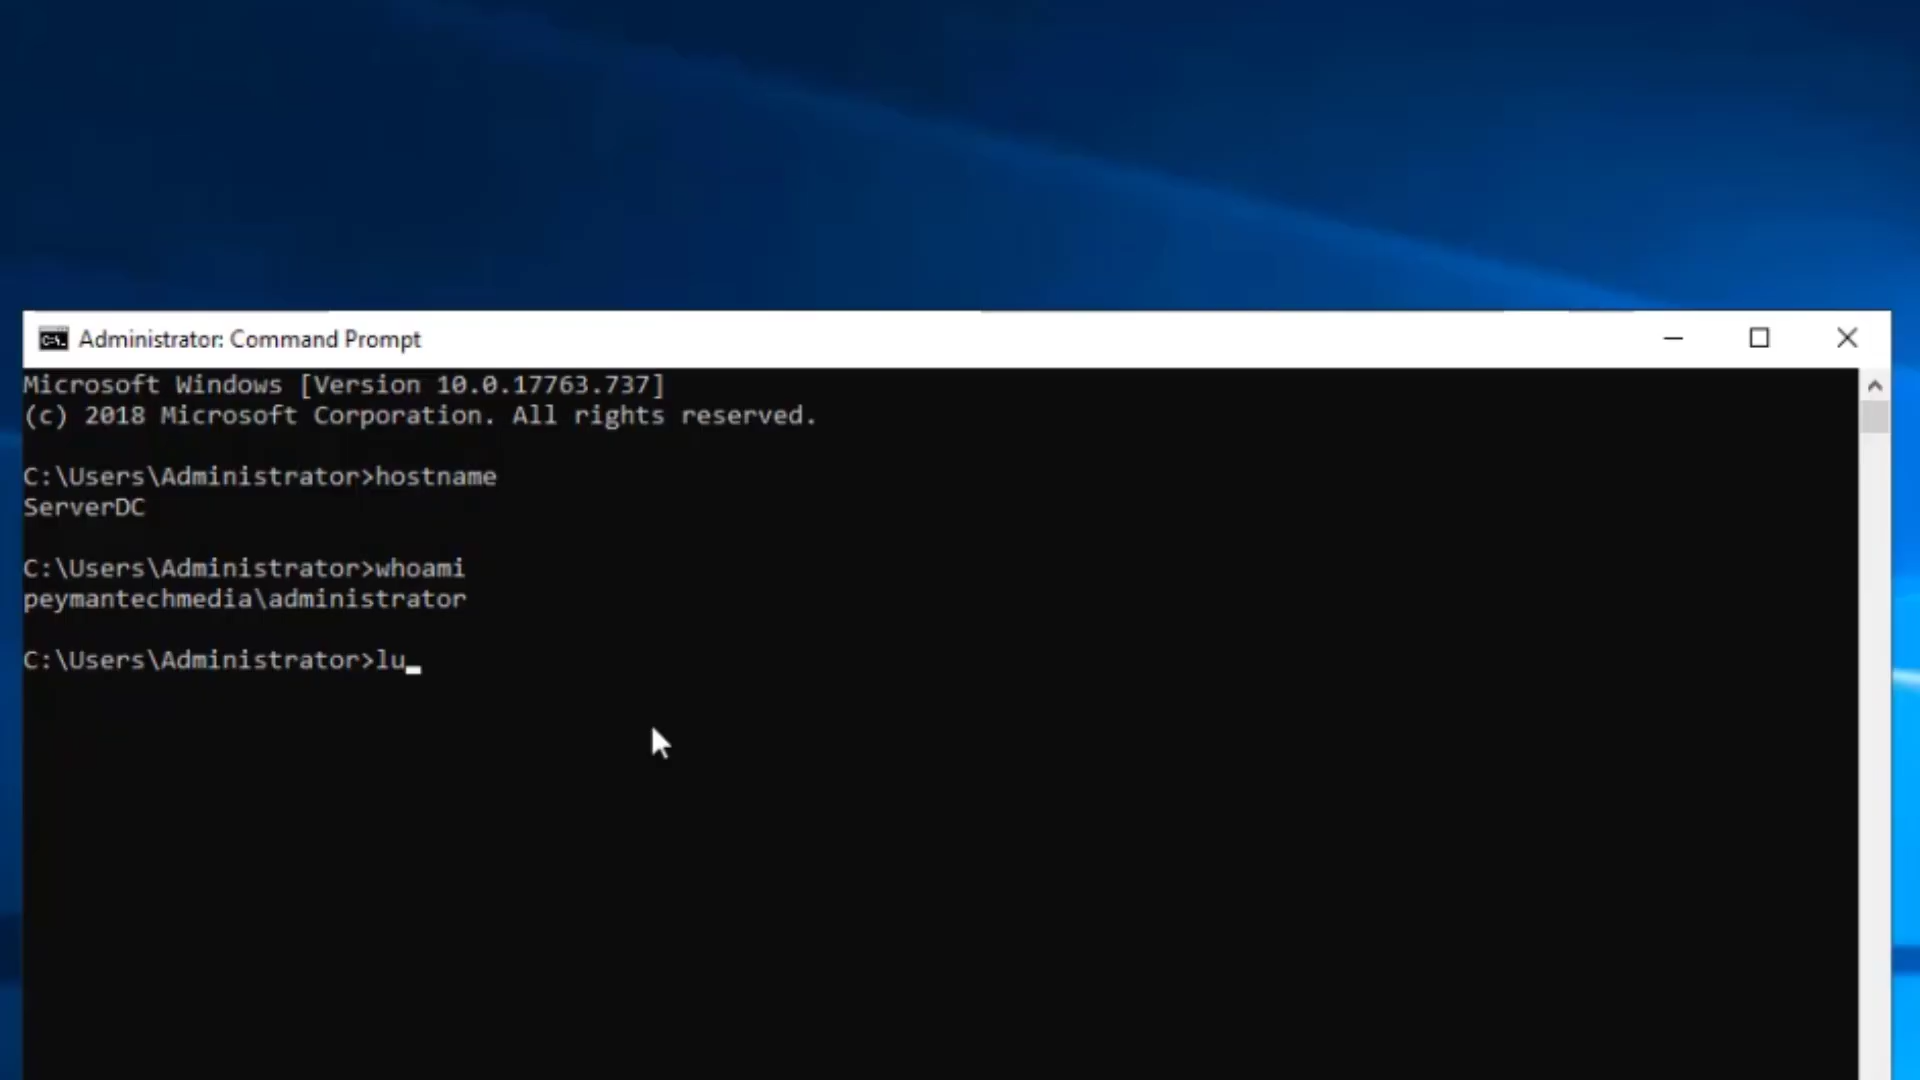 Administrator: Command Prompt
Microsoft Windows [Version 10.0.17763.737]
(c) 2018 Microsoft Corporation. All rights reserved.
C:\Users\Administrator>hostname
ServerDC
C:\Users\Administrator>whoami
peymantechmedia\administrator
C:\Users\Administrator>lu